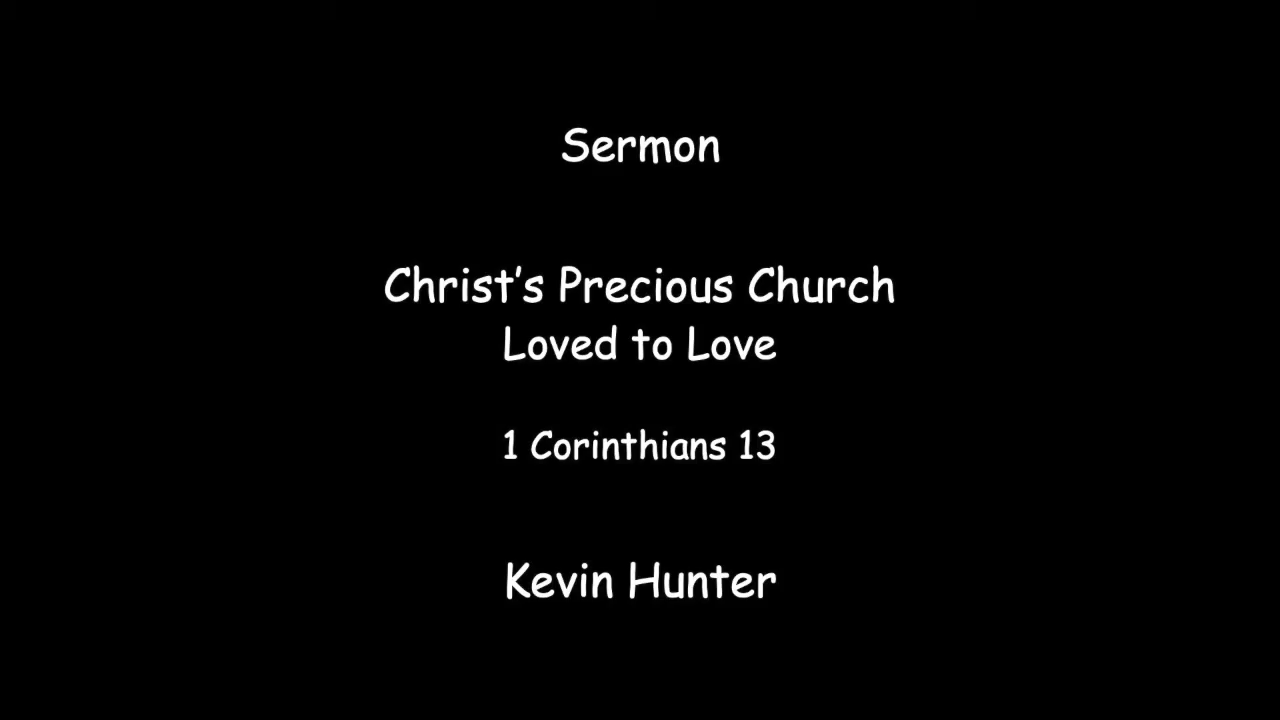 Sermon
Christ’s Precious Church
Loved to Love
1 Corinthians 13
Kevin Hunter